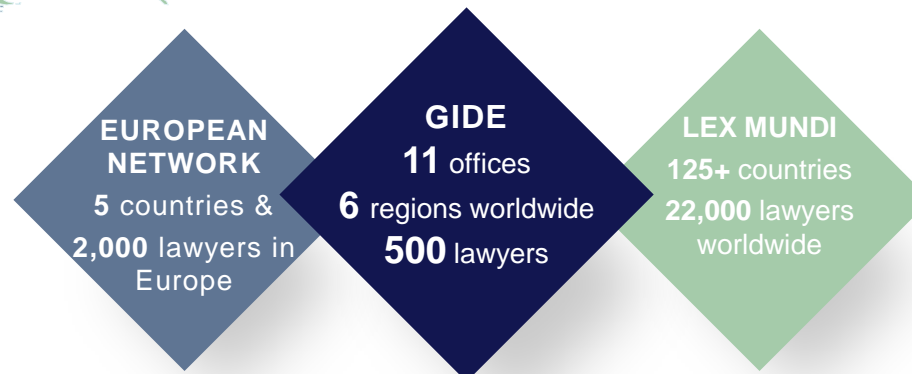 EUROPEAN
NETWORK
5 countries &
2,000 lawyers in
Europe
GIDE
11 offices
6 regions worldwide
500 lawyers
LEX MUNDI
125+ countries
22,000 lawyers
worldwide